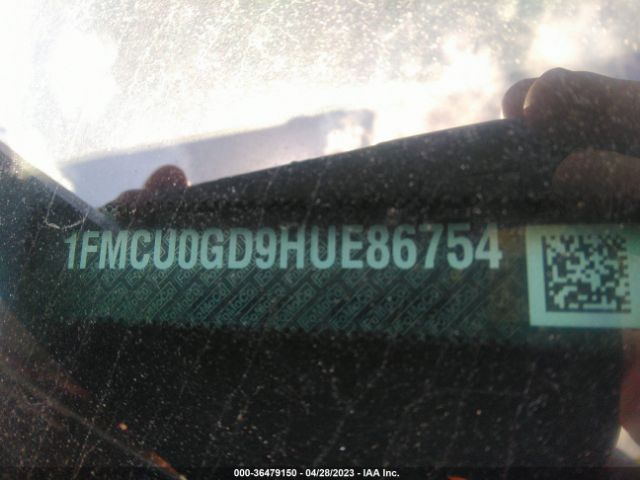 1FMCU0GD9HUE86754
000-36479150 | 04/28/2023 - IAA Inc.